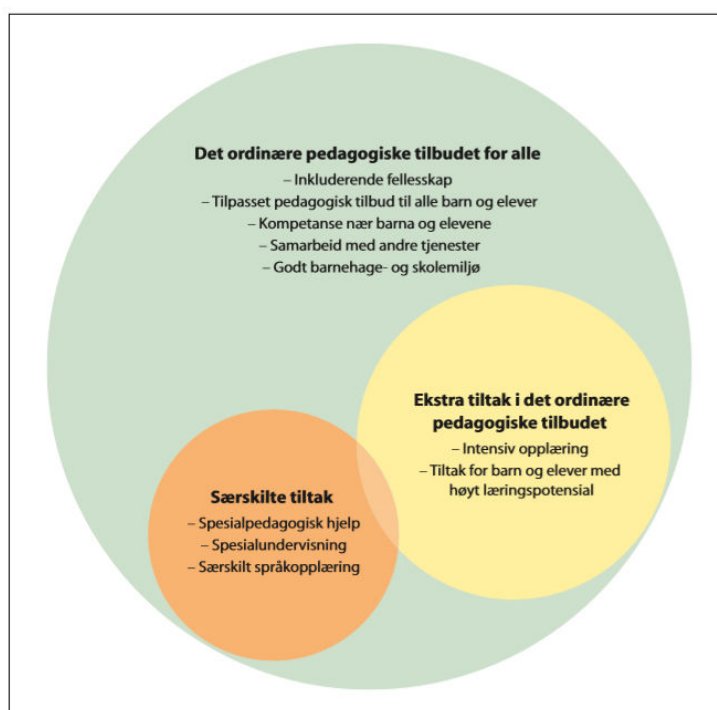 Det ordinære pedagogiske tilbudet for alle
– Inkluderende fellesskap
– Tilpasset pedagogisk tilbud til alle barn og elever
– Kompetanse nær barna og elevene
– Samarbeid med andre tjenester
– Godt barnehage- og skolemiljø
Ekstra tiltak i det ordinære
pedagogiske tilbudet
– Intensiv opplæring
– Tiltak for barn og elever med
høyt læringspotensial
Særskilte tiltak
– Spesialpedagogisk hjelp
– Spesialundervisning
– Særskilt språkopplæring